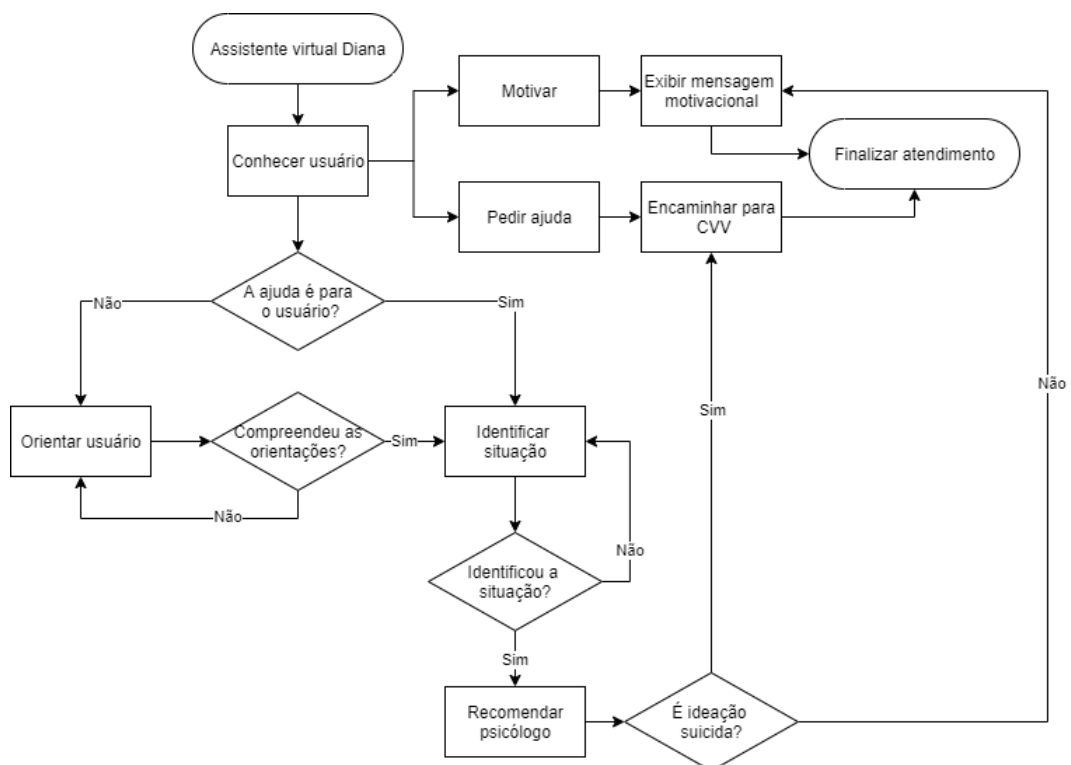 Assistente virtual Diana
Motivar
Exibir mensagem
motivacional
Conhecer usuário
Finalizar atendimento
Pedir ajuda
Encaminhar para
CVV
A ajuda é para
o usuário?
Não
Sim
Orientar usuário
Compreendeu as
orientações?
Sim
Identificar
situação
Não
Identificou a
situação?
Não
Sim
Recomendar
psicólogo
É ideação
suicida?
Sim
Não